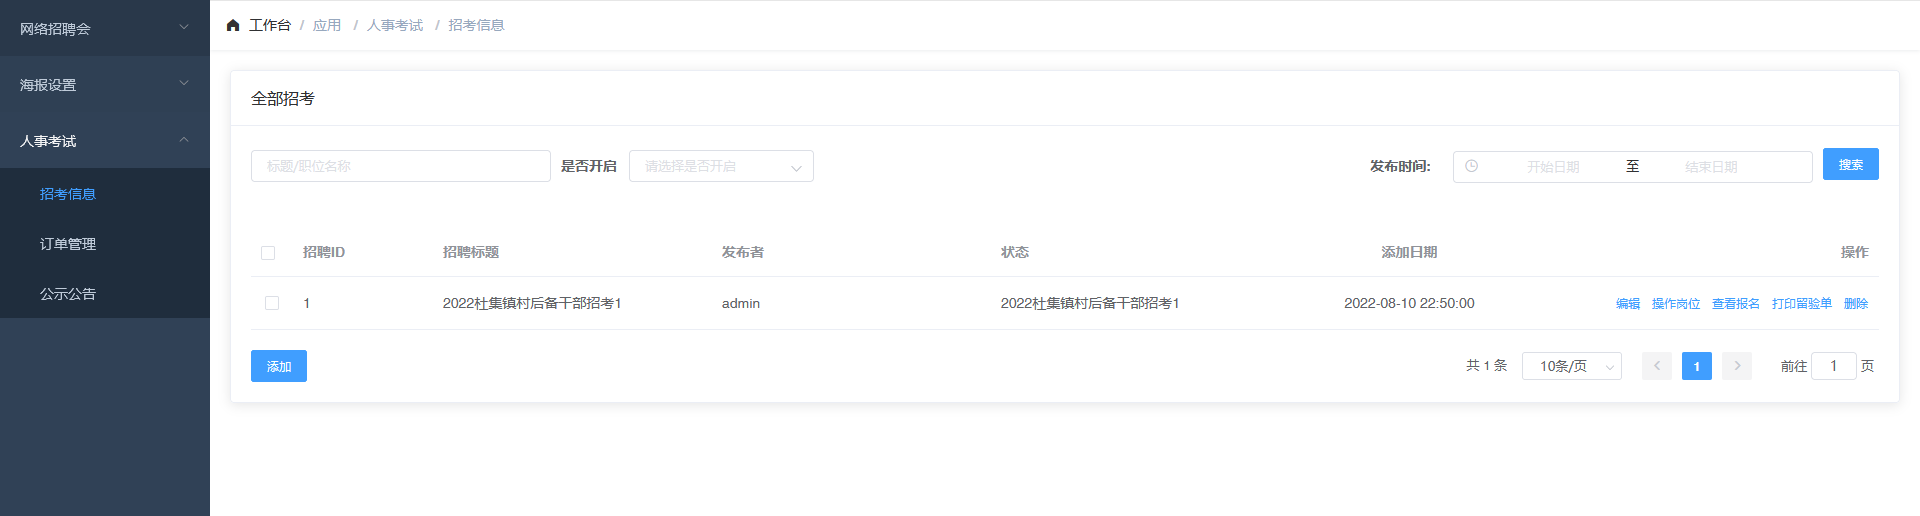 网络招聘会
海报设置
人事考试
招考信息
订单管理
公示公告
工作台 / 应用 / 人事考试 / 招考信息
全部招考
标题/职位名称 是否开启 请选择是否开启 发布时间: 开始日期 至 结束日期 搜索
招聘ID 招聘标题 发布者 状态 添加日期 操作
1 2022杜集镇村后备干部招考1 admin 2022杜集镇村后备干部招考1 2022-08-10 22:50:00 编辑 操作岗位 查看报名 打印留验单 删除
添加 共 1 条 10条/页 1 前往 1 页